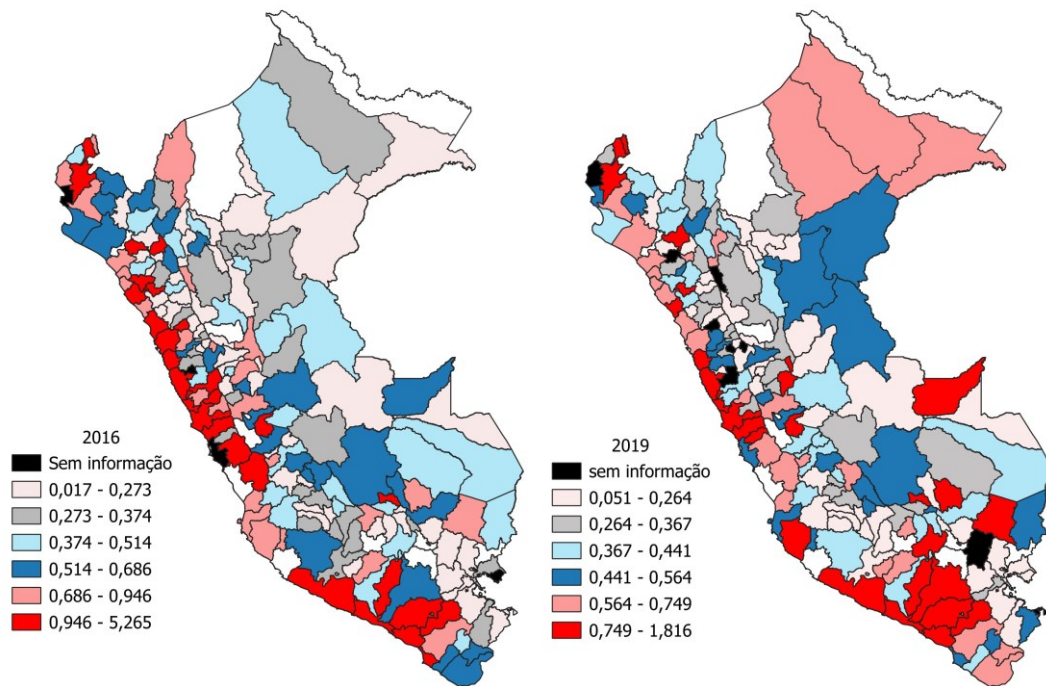 2016
Sem informação
0,017 - 0,273
0,273 - 0,374
0,374 - 0,514
0,514 - 0,686
0,686 - 0,946
0,946 - 5,265
2019
sem informação
0,051 - 0,264
0,264 - 0,367
0,367 - 0,441
0,441 - 0,564
0,564 - 0,749
0,749 - 1,816